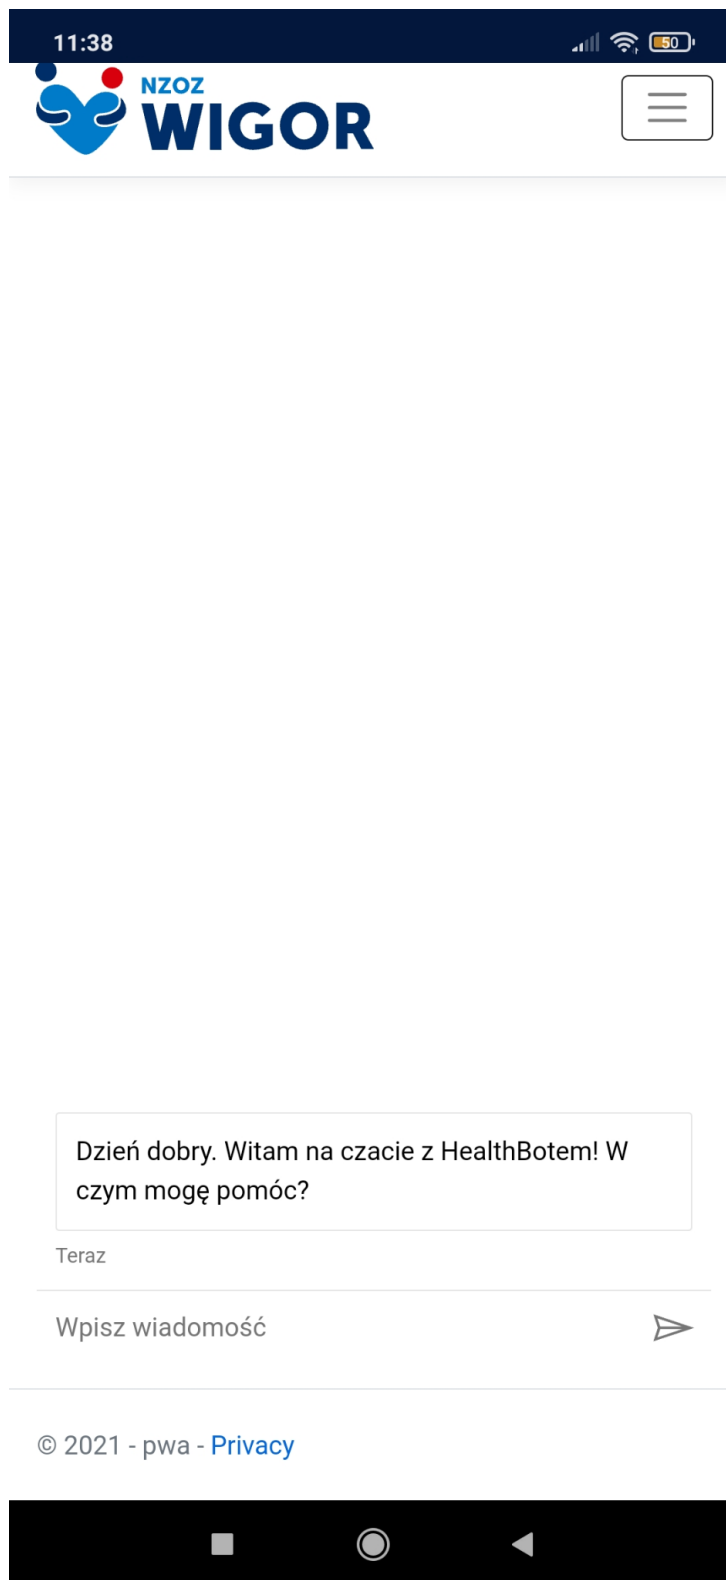 11:38
50
NZOZ
WIGOR
Dzień dobry. Witam na czacie z HealthBotem! W
czym mogę pomóc?
Teraz
Wpisz wiadomość
© 2021 - pwa - Privacy